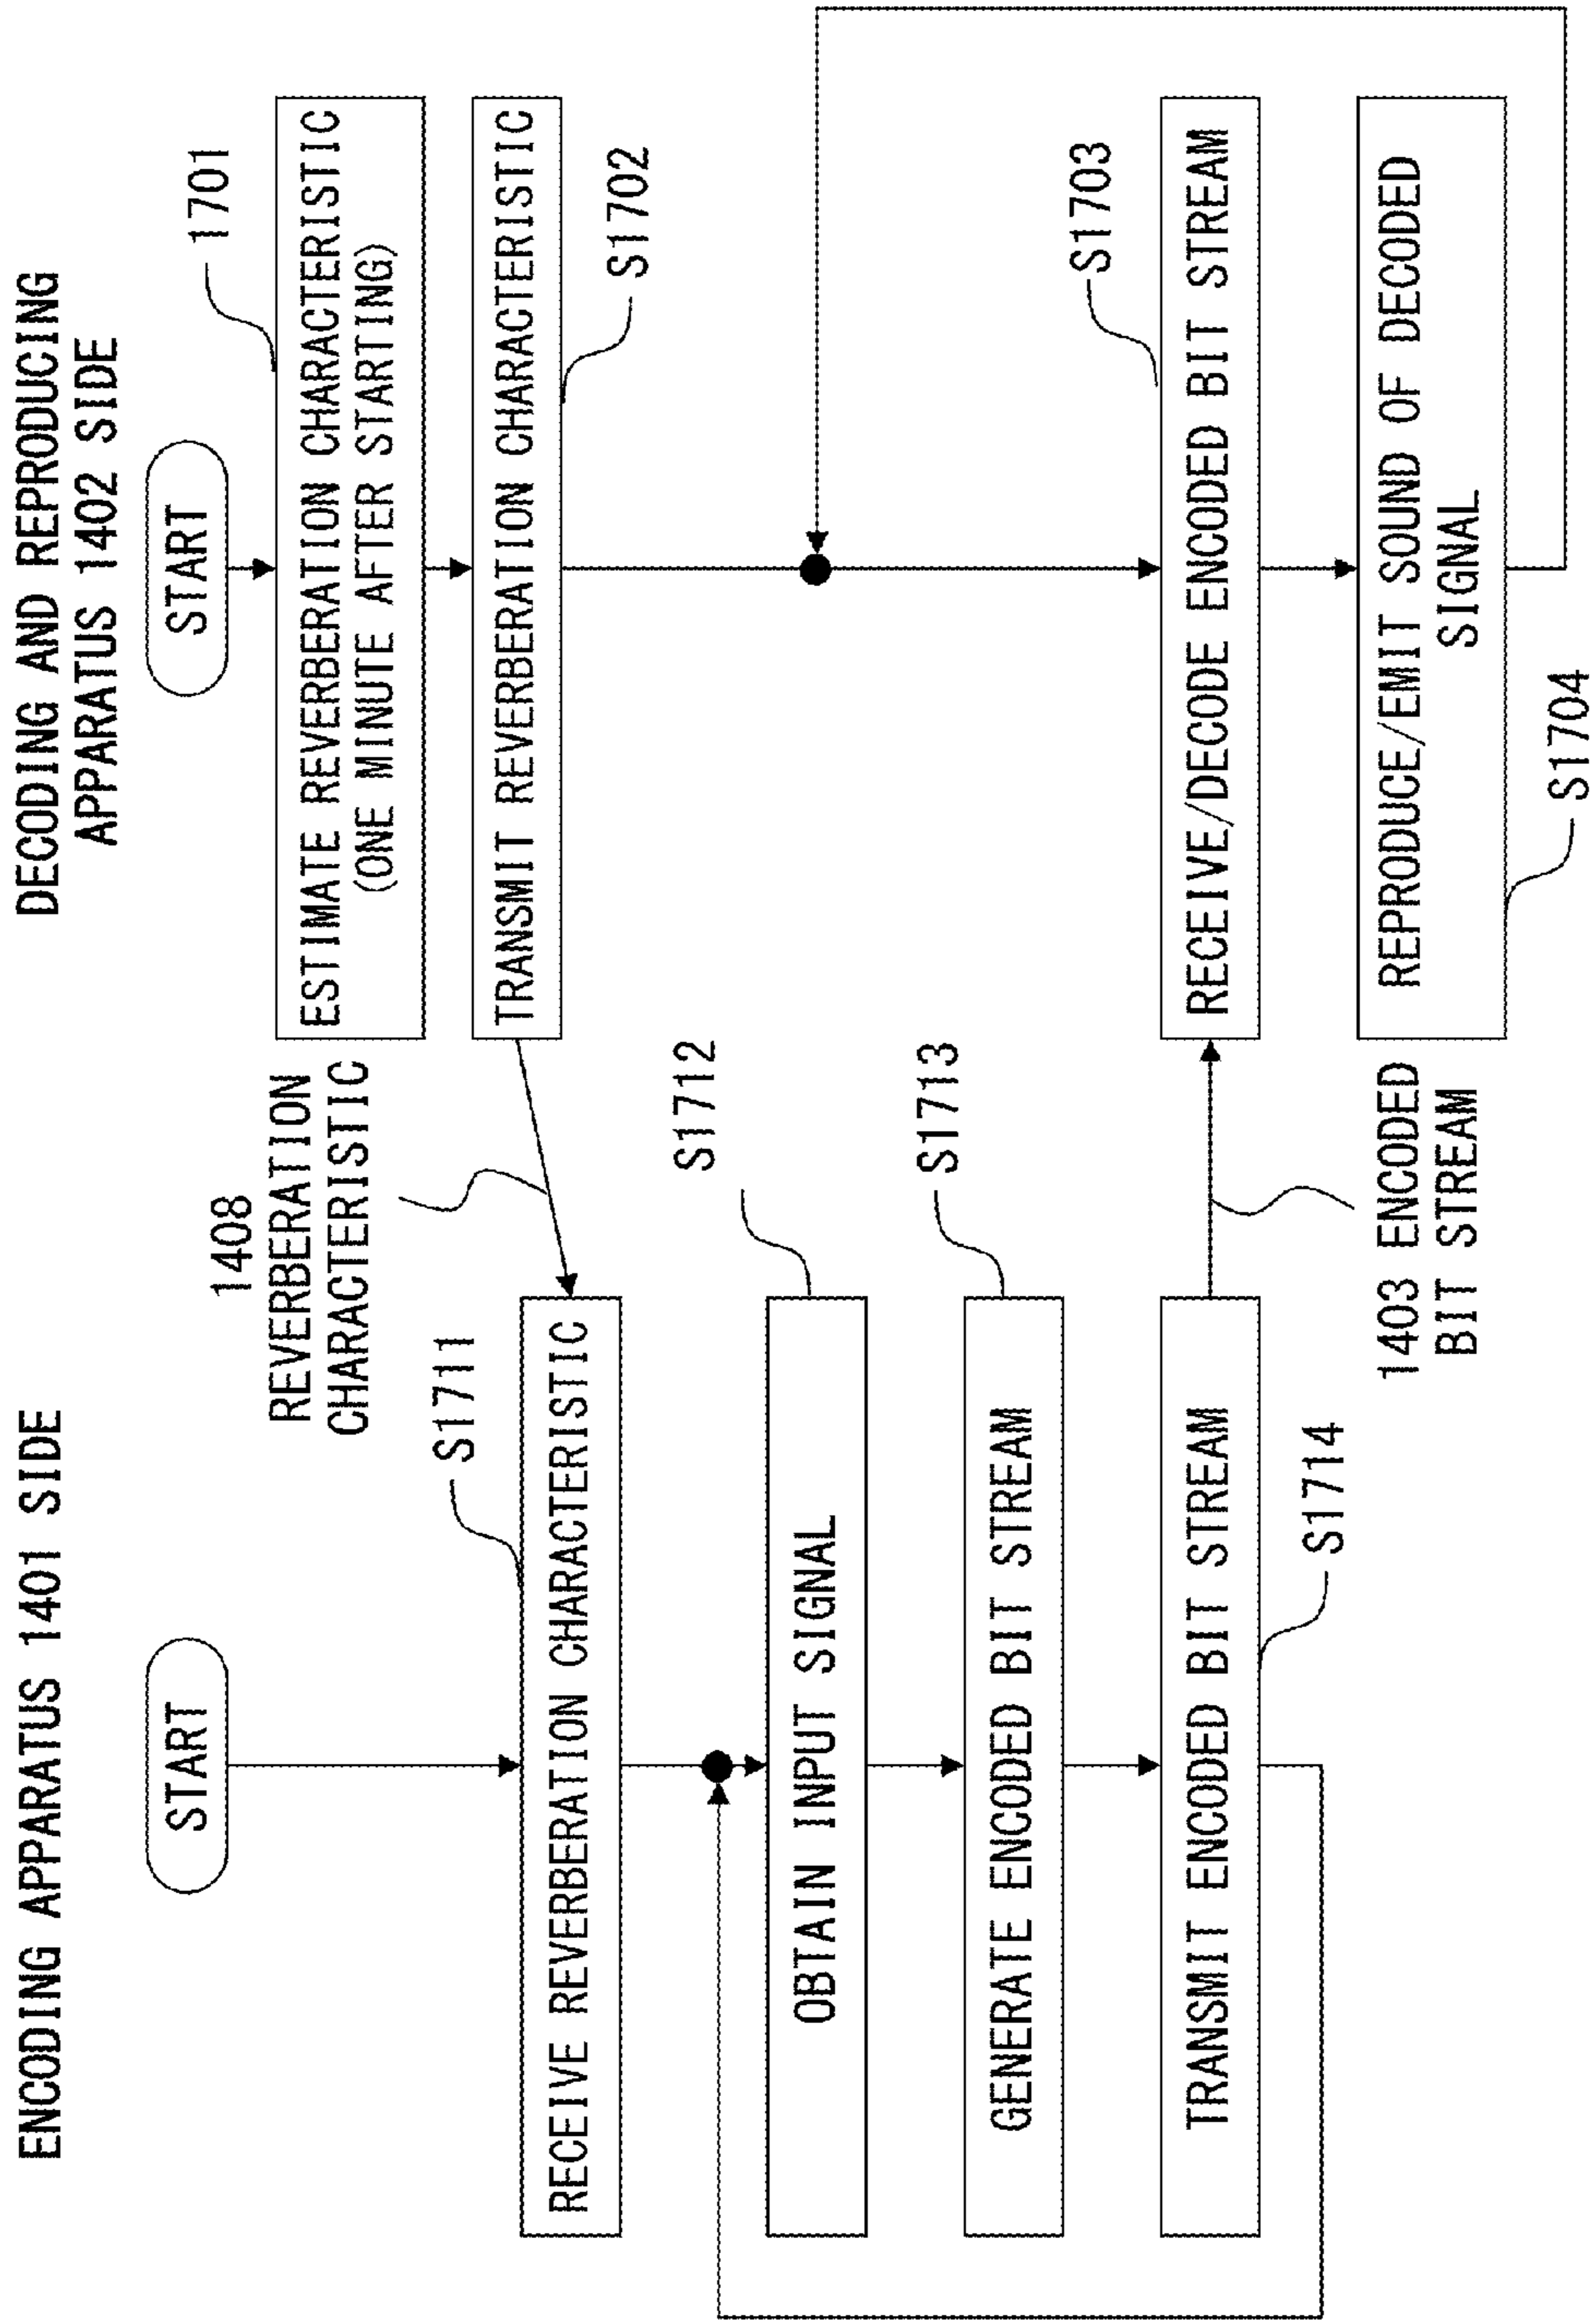 ENCODING APPARATUS 1401 SIDE
START
S1711
RECEIVE REVERBERATION CHARACTERISTIC
S1712
OBTAIN INPUT SIGNAL
S1713
GENERATE ENCODED BIT STREAM
TRANSMIT ENCODED BIT STREAM
S1714
1408
REVERBERATION
CHARACTERISTIC
1403 ENCODED
BIT STREAM
DECODING AND REPRODUCING
APPARATUS 1402 SIDE
START
1701
ESTIMATE REVERBERATION CHARACTERISTIC
(ONE MINUTE AFTER STARTING)
TRANSMIT REVERBERATION CHARACTERISTIC
S1702
S1703
RECEIVE/DECODE ENCODED BIT STREAM
REPRODUCE/EMIT SOUND OF DECODED
SIGNAL
S1704